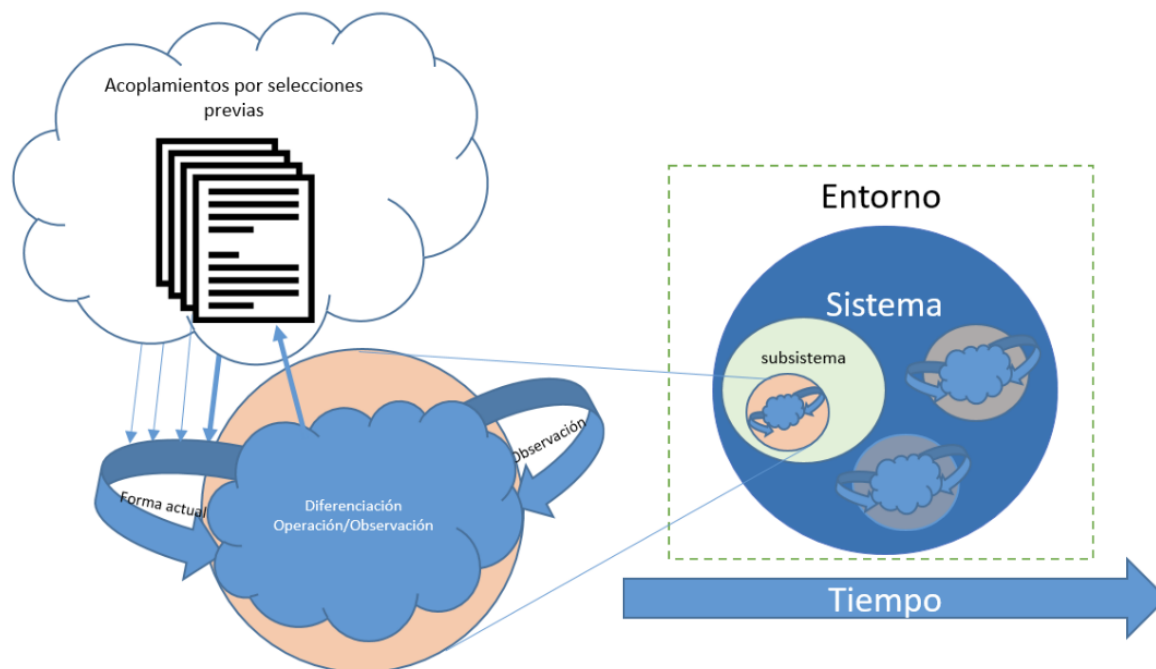 Acoplamientos por selecciones
previas
Entorno
Sistema
subsistema
Observación
Forma actual
Diferenciación
Operación/Observación
Tiempo